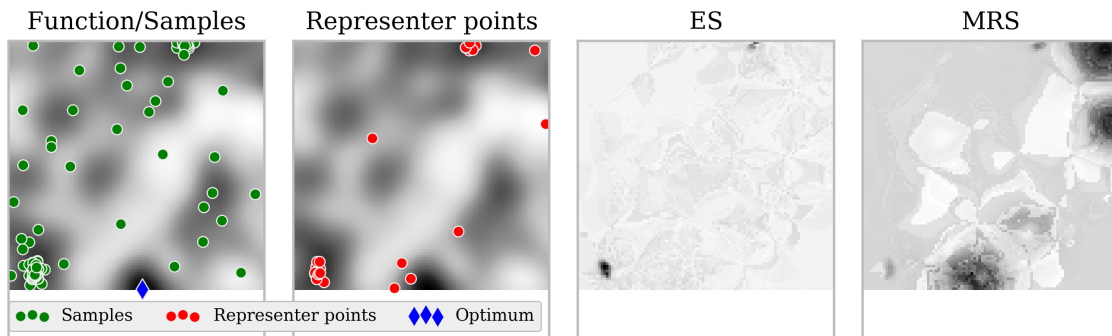 Function/Samples
Representer points
ES
MRS
Samples
Representer points
Optimum